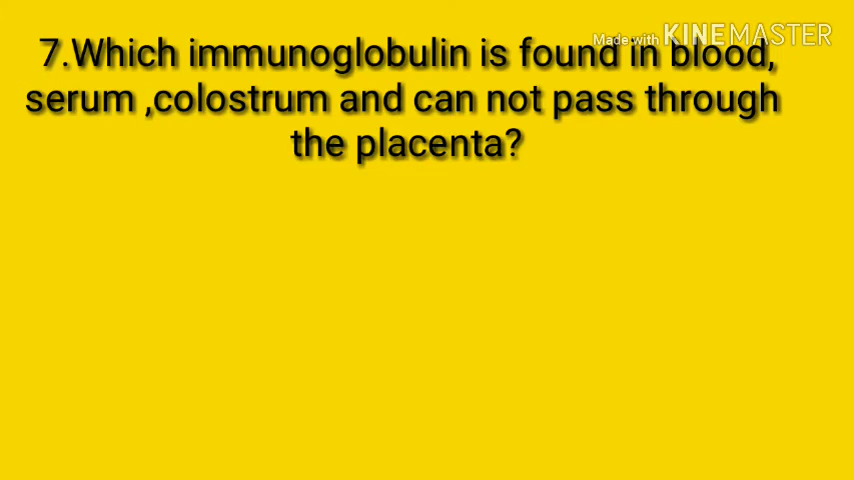 Made with KINEMASTER
7.Which immunoglobulin is found in blood,
serum ,colostrum and can not pass through
the placenta?